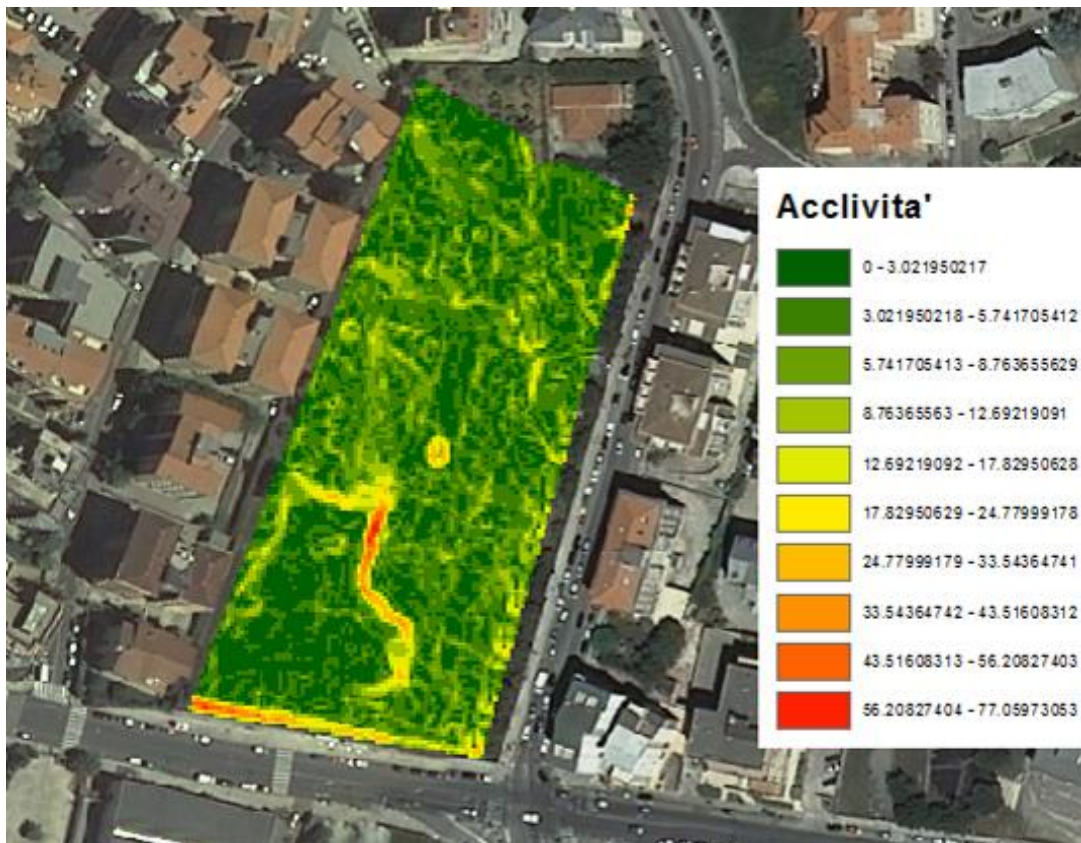 Acclivita'
0 - 3.021950217
3.021950218 - 5.741705412
5.741705413 - 8.763655629
8.76365563 - 12.69219091
12.69219092 - 17.82950628
17.82950629 - 24.77999178
24.77999179 - 33.54364741
33.54364742 - 43.51608312
43.51608313 - 56.20827403
56.20827404 - 77.05973053